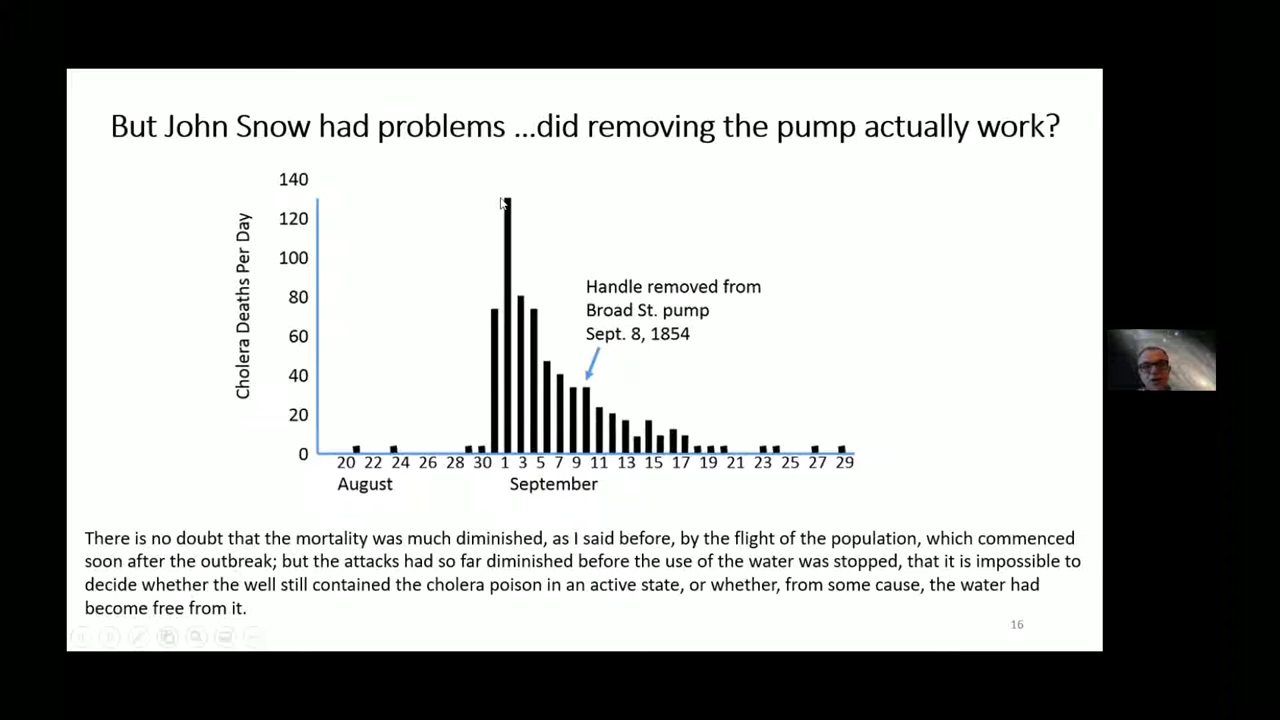 But John Snow had problems ...did removing the pump actually work?
140
120
100
80
60
40
20
0
Cholera Deaths Per Day
Handle removed from
Broad St. pump
Sept. 8, 1854
20 22 24 26 28 30 1 3 5 7 9 11 13 15 17 19 21 23 25 27 29
August September
There is no doubt that the mortality was much diminished, as I said before, by the flight of the population, which commenced
soon after the outbreak; but the attacks had so far diminished before the use of the water was stopped, that it is impossible to
decide whether the well still contained the cholera poison in an active state, or whether, from some cause, the water had
become free from it.
16